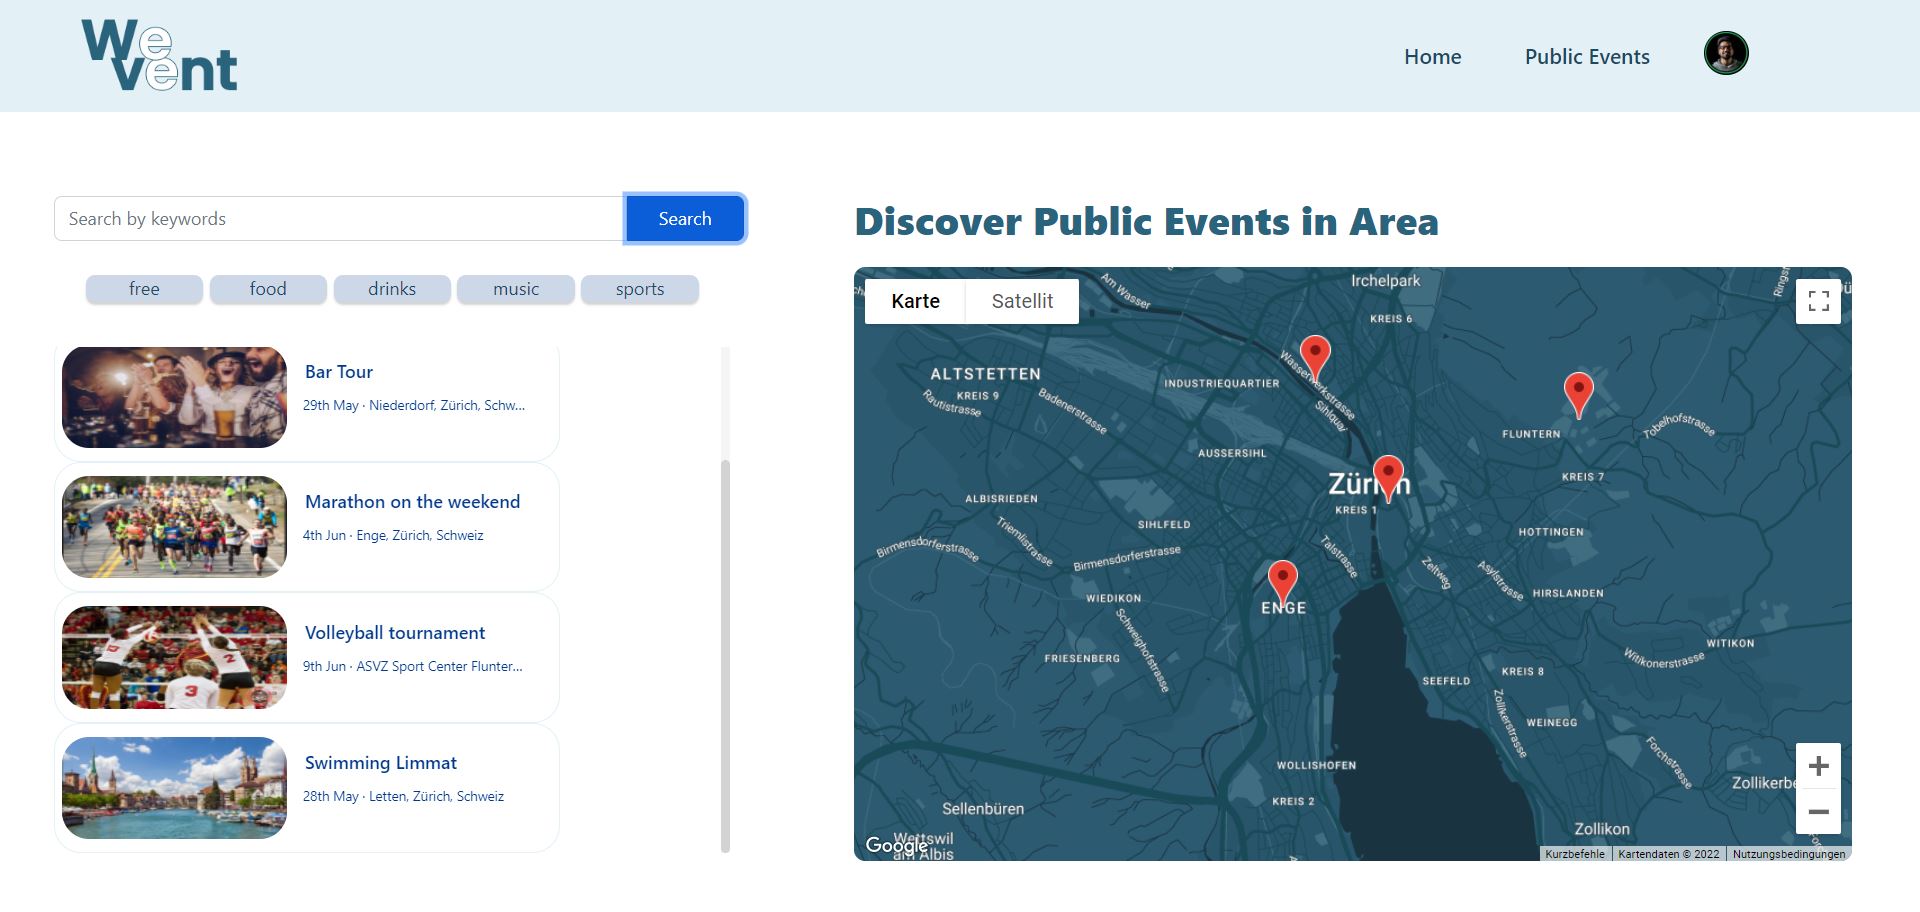 We
vent
Home
Public Events
Search by keywords
Search
free
food
drinks
music
sports
Bar Tour
29th May · Niederdorf, Zürich, Schw...
Marathon on the weekend
4th Jun · Enge, Zürich, Schweiz
Volleyball tournament
9th Jun · ASVZ Sport Center Flunter...
Swimming Limmat
28th May · Letten, Zürich, Schweiz
Discover Public Events in Area
Karte
Satellit
Am Wasser
Irchelpark
KREIS 6
ALTSTETTEN
KREIS 9
Rautistrasse
Badenerstrasse
INDUSTRIEQUARTIER
Wasserwerkstrasse
Sihlquai
FLUNTERN
Tobelhofstrasse
AUSSERSIHL
KREIS 7
Zürich
ALBISRIEDEN
KREIS 1
SIHLFELD
HOTTINGEN
Triemlistrasse
Birmensdorferstrasse
Birmensdorferstrasse
Talstrasse
Zeltweg
Asylstrasse
HIRSLANDEN
WIEDIKON
ENGE
Schweighofstrasse
WITIKON
FRIESENBERG
Witikonerstrasse
KREIS 8
SEEFELD
Zollikerstrasse
WEINEGG
Forchstrasse
WOLLISHOFEN
Zollikerbe
KREIS 2
Sellenbüren
Zollikon
Wettswil
am Albis
Google
Kurzbefehle
Kartendaten © 2022
Nutzungsbedingungen